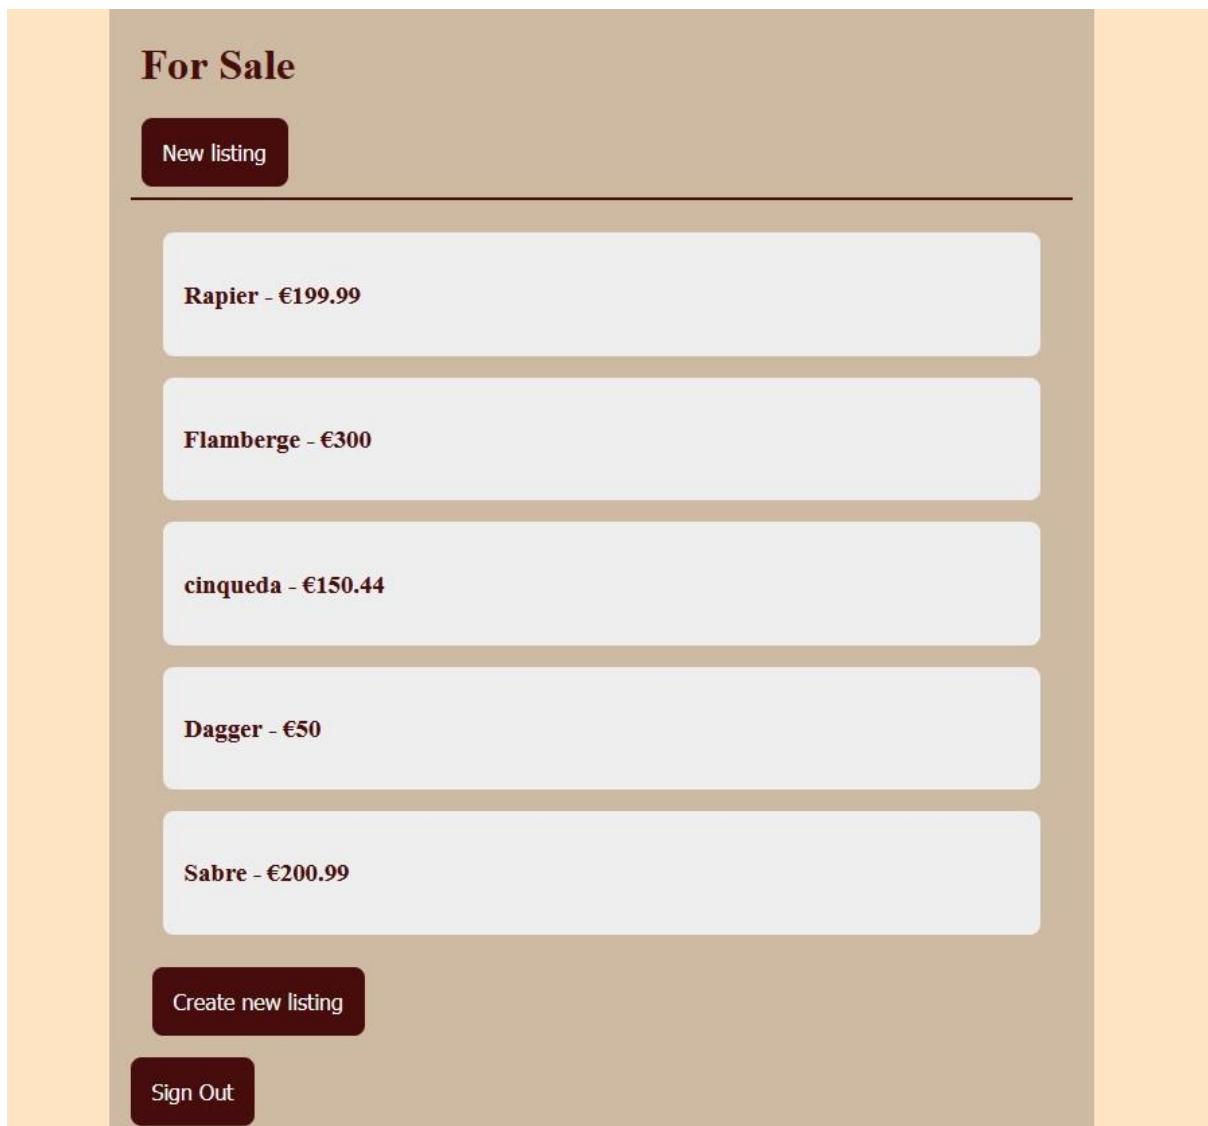 For Sale
New listing
Rapier - €199.99
Flamberge - €300
cinqueda - €150.44
Dagger - €50
Sabre - €200.99
Create new listing
Sign Out